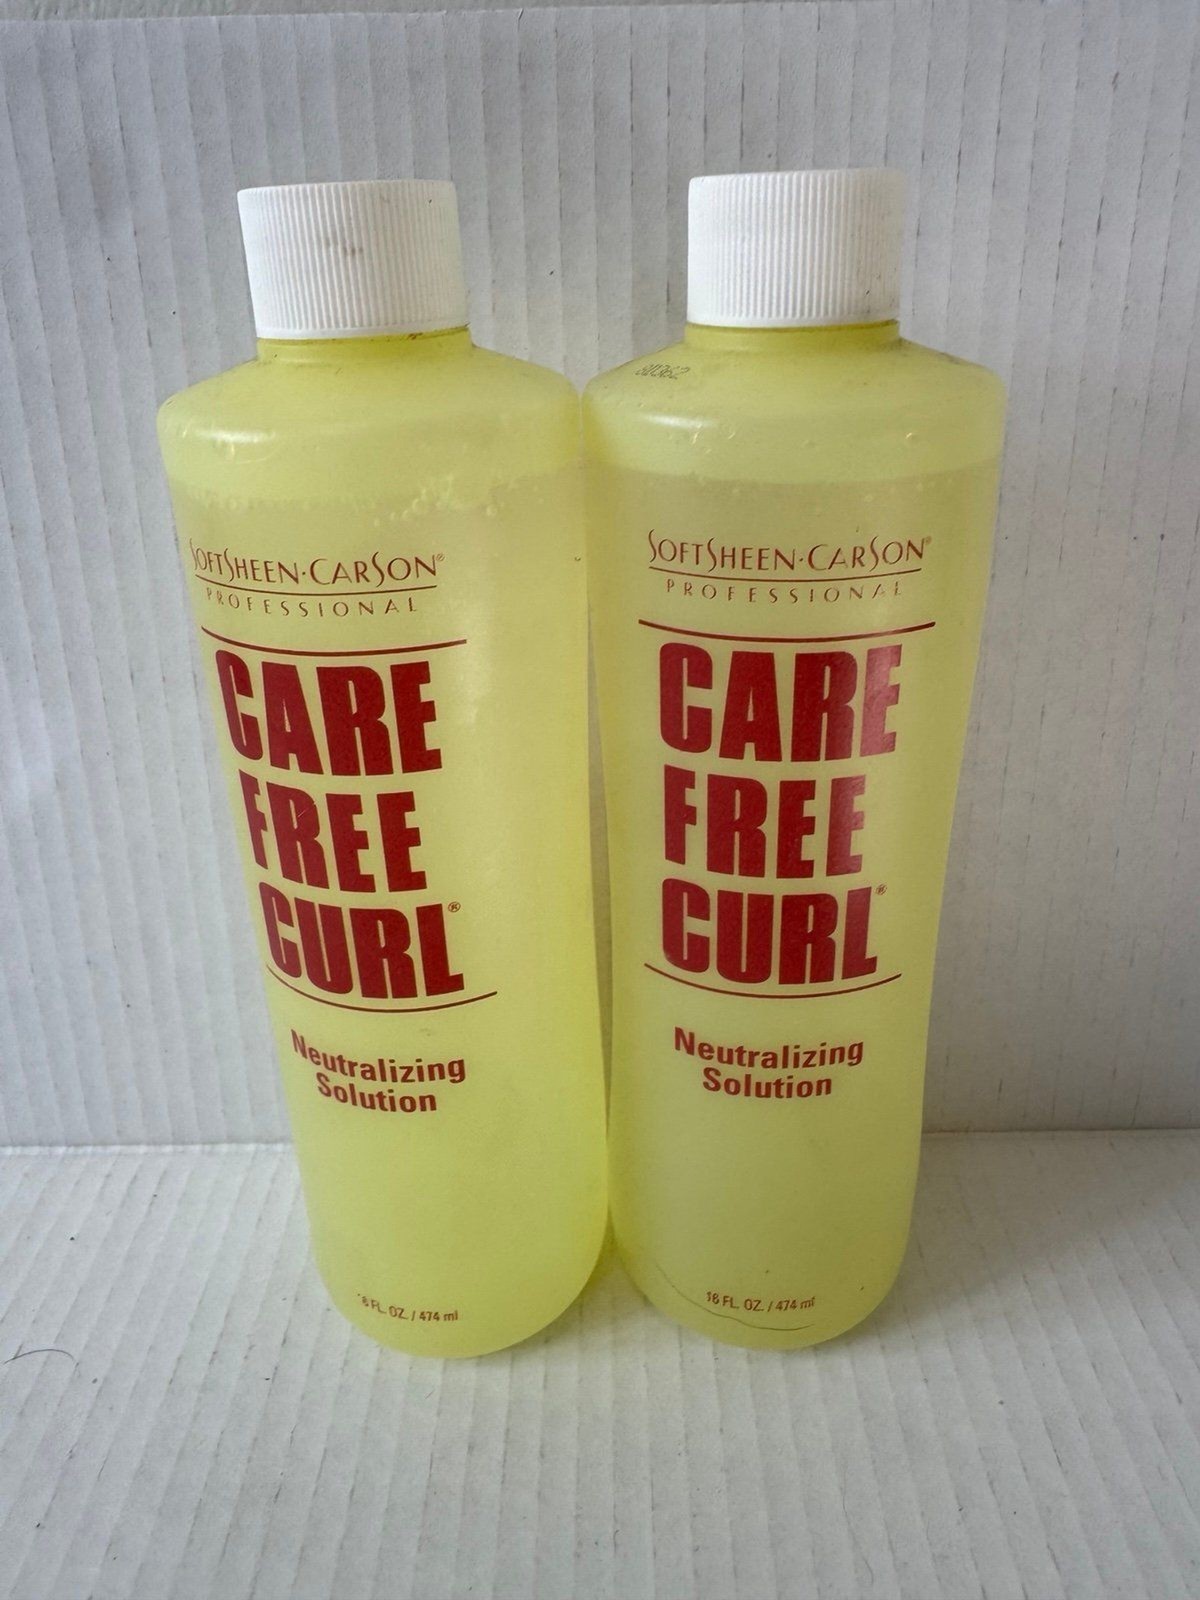 SOFTSHEEN·CARSON®
PROFESSIONAL
CARE
FREE
CURL®
Neutralizing
Solution
FL. OZ. / 474 ml
SOFTSHEEN·CARSON®
PROFESSIONAL
CARE
FREE
CURL®
Neutralizing
Solution
16 FL. OZ. / 474 ml